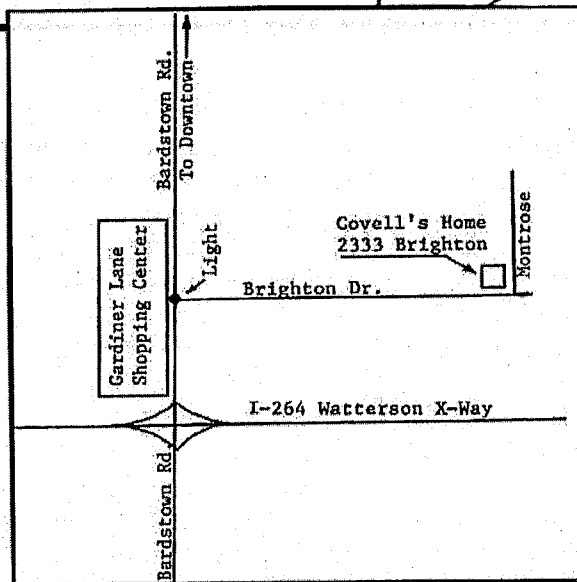 Bardstown Rd.
To Downtown
Light
Gardiner Lane
Shopping Center
Covell's Home
2333 Brighton
Montrose
Brighton Dr.
I-264 Watterson X-Way
Bardstown Rd.